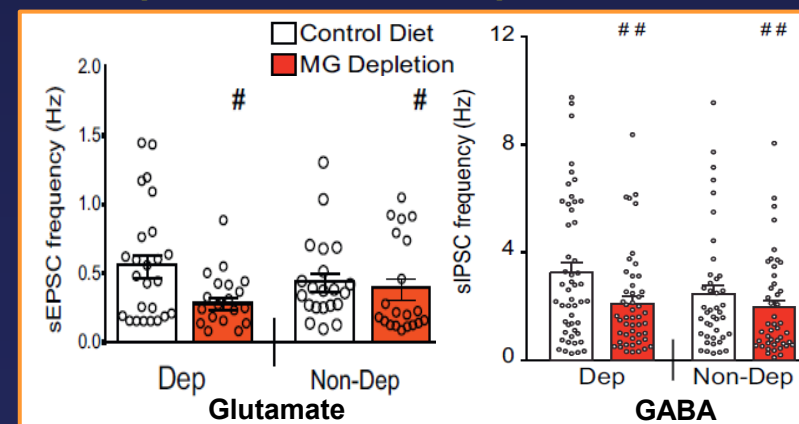 Control Diet
MG Depletion
sEPSC frequency (Hz)
2.0
1.5
1.0
0.5
0.0
#
#
Dep
Non-Dep
Glutamate
sIPSC frequency (Hz)
12
8
4
0
# #
# #
Dep
Non-Dep
GABA